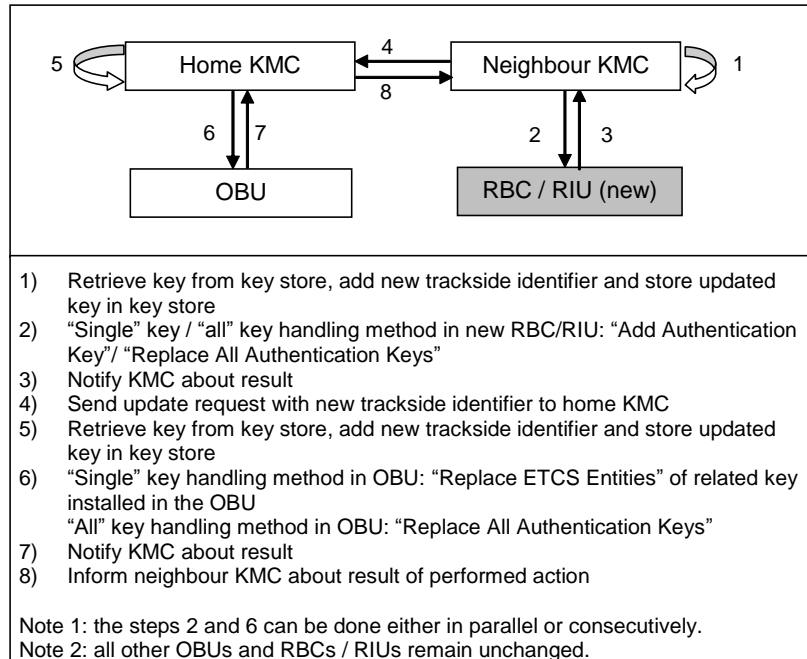 4
5 Home KMC Neighbour KMC 1
8
6 7 2 3
OBU RBC / RIU (new)
1) Retrieve key from key store, add new trackside identifier and store updated
key in key store
2) “Single” key / “all” key handling method in new RBC/RIU: “Add Authentication
Key”/ “Replace All Authentication Keys”
3) Notify KMC about result
4) Send update request with new trackside identifier to home KMC
5) Retrieve key from key store, add new trackside identifier and store updated
key in key store
6) “Single” key handling method in OBU: “Replace ETCS Entities” of related key
installed in the OBU
“All” key handling method in OBU: “Replace All Authentication Keys”
7) Notify KMC about result
8) Inform neighbour KMC about result of performed action
Note 1: the steps 2 and 6 can be done either in parallel or consecutively.
Note 2: all other OBUs and RBCs / RIUs remain unchanged.